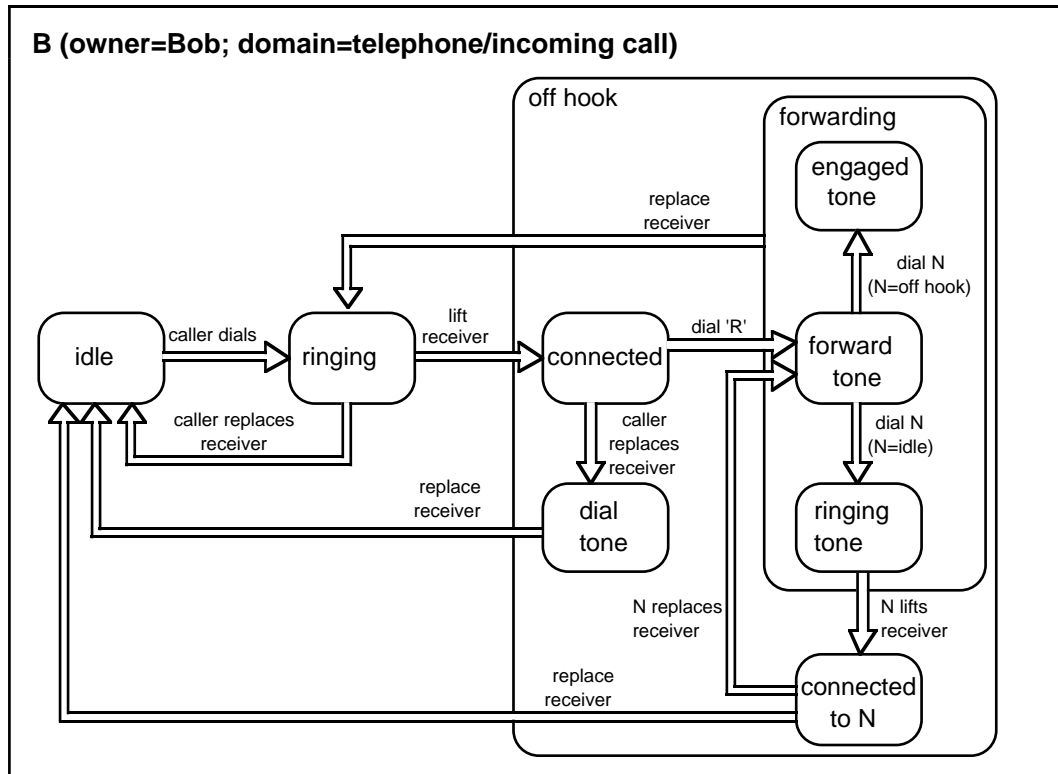 B (owner=Bob; domain=telephone/incoming call)
off hook
forwarding
engaged
tone
replace
receiver
dial N
(N=off hook)
idle
caller dials
ringing
lift
receiver
connected
dial 'R'
forward
tone
caller replaces
receiver
caller
replaces
receiver
dial N
(N=idle)
replace
receiver
dial
tone
ringing
tone
N replaces
receiver
N lifts
receiver
replace
receiver
connected
to N